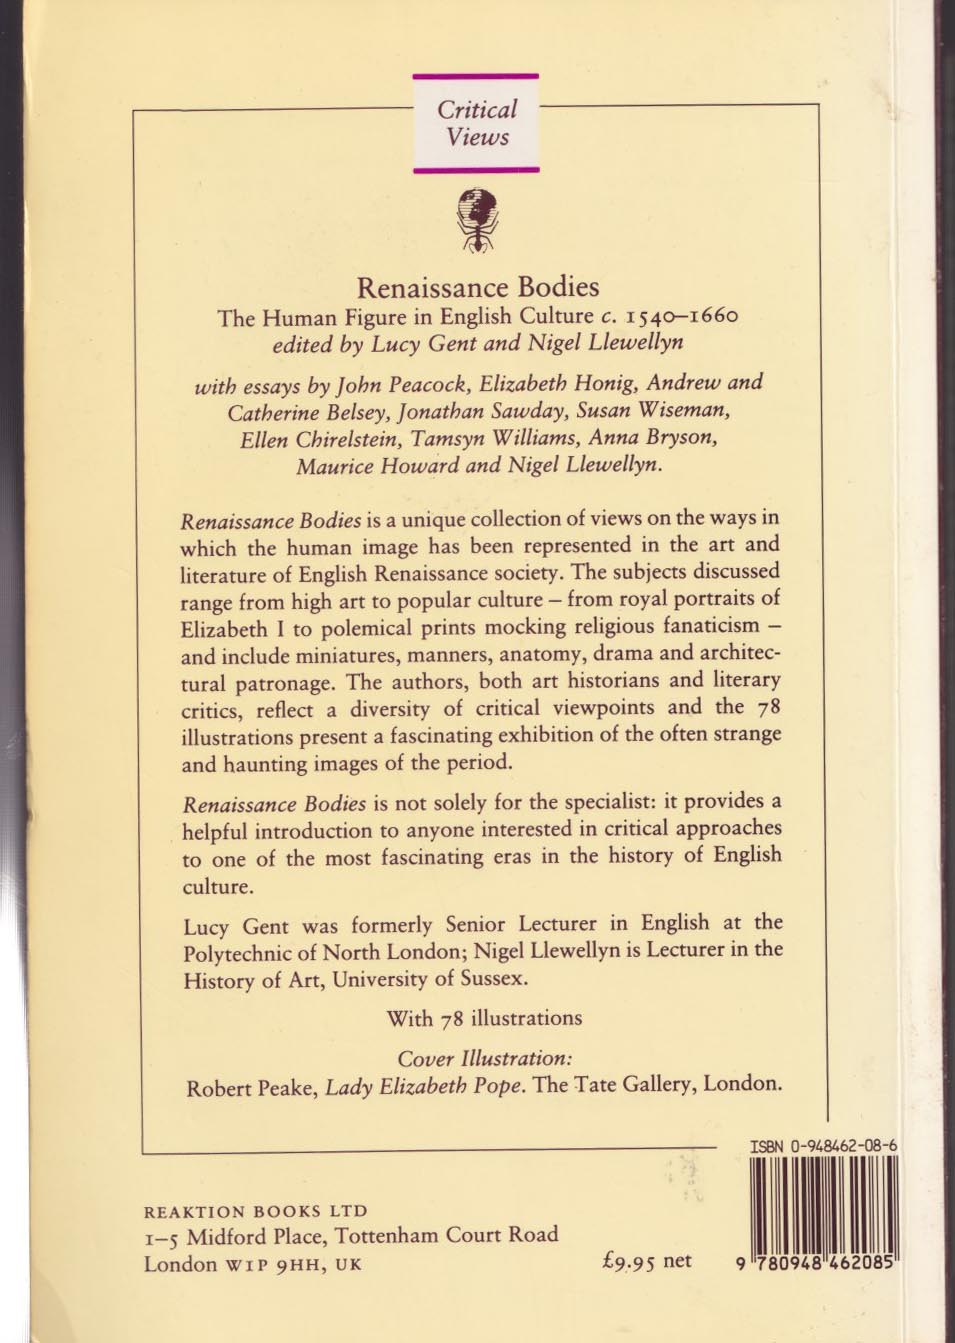 Critical
Views
Renaissance Bodies
The Human Figure in English Culture c. 1540–1660
edited by Lucy Gent and Nigel Llewellyn
with essays by John Peacock, Elizabeth Honig, Andrew and
Catherine Belsey, Jonathan Sawday, Susan Wiseman,
Ellen Chirelstein, Tamsyn Williams, Anna Bryson,
Maurice Howard and Nigel Llewellyn.
Renaissance Bodies is a unique collection of views on the ways in
which the human image has been represented in the art and
literature of English Renaissance society. The subjects discussed
range from high art to popular culture – from royal portraits of
Elizabeth I to polemical prints mocking religious fanaticism –
and include miniatures, manners, anatomy, drama and architec-
tural patronage. The authors, both art historians and literary
critics, reflect a diversity of critical viewpoints and the 78
illustrations present a fascinating exhibition of the often strange
and haunting images of the period.
Renaissance Bodies is not solely for the specialist: it provides a
helpful introduction to anyone interested in critical approaches
to one of the most fascinating eras in the history of English
culture.
Lucy Gent was formerly Senior Lecturer in English at the
Polytechnic of North London; Nigel Llewellyn is Lecturer in the
History of Art, University of Sussex.
With 78 illustrations
Cover Illustration:
Robert Peake, Lady Elizabeth Pope. The Tate Gallery, London.
ISBN 0-948462-08-6
REAKTION BOOKS LTD
1–5 Midford Place, Tottenham Court Road
London W1P 9HH, UK
£9.95 net
9 780948 462085